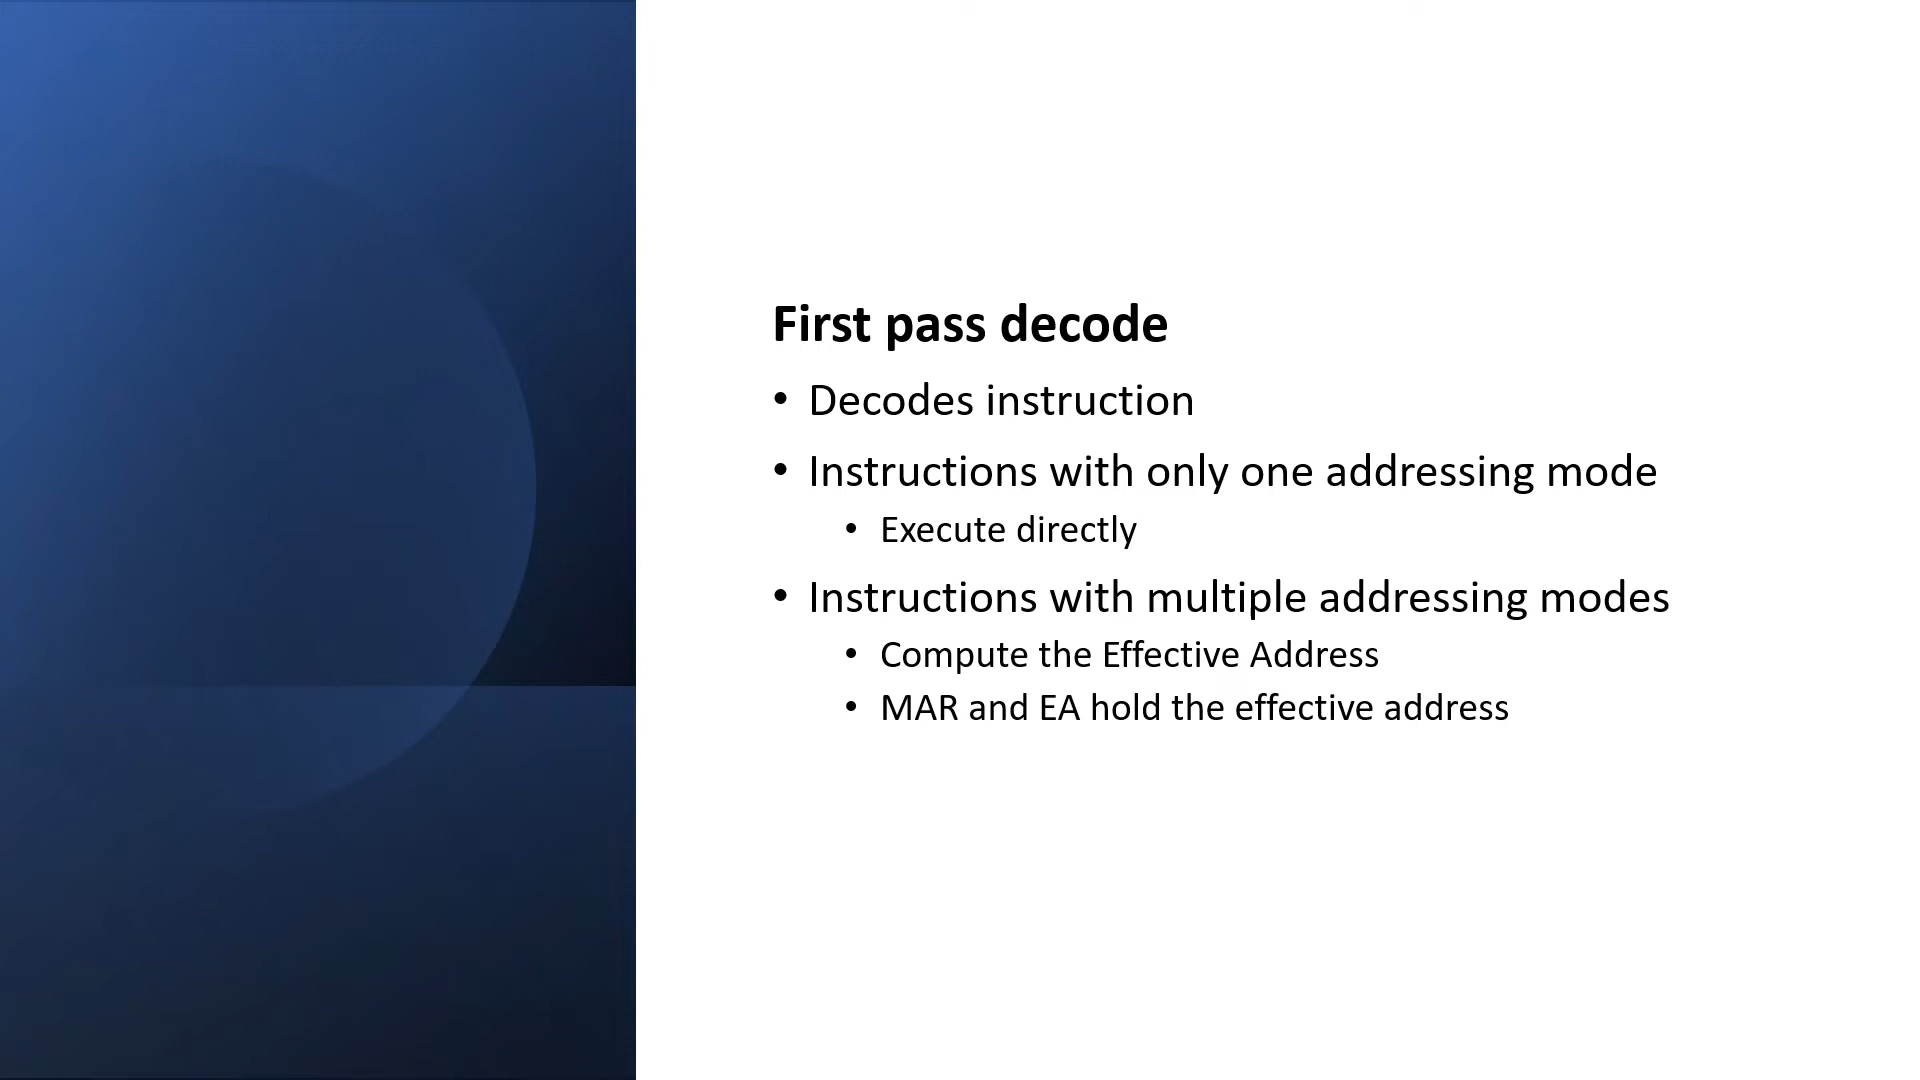 First pass decode
• Decodes instruction
• Instructions with only one addressing mode
• Execute directly
• Instructions with multiple addressing modes
• Compute the Effective Address
• MAR and EA hold the effective address